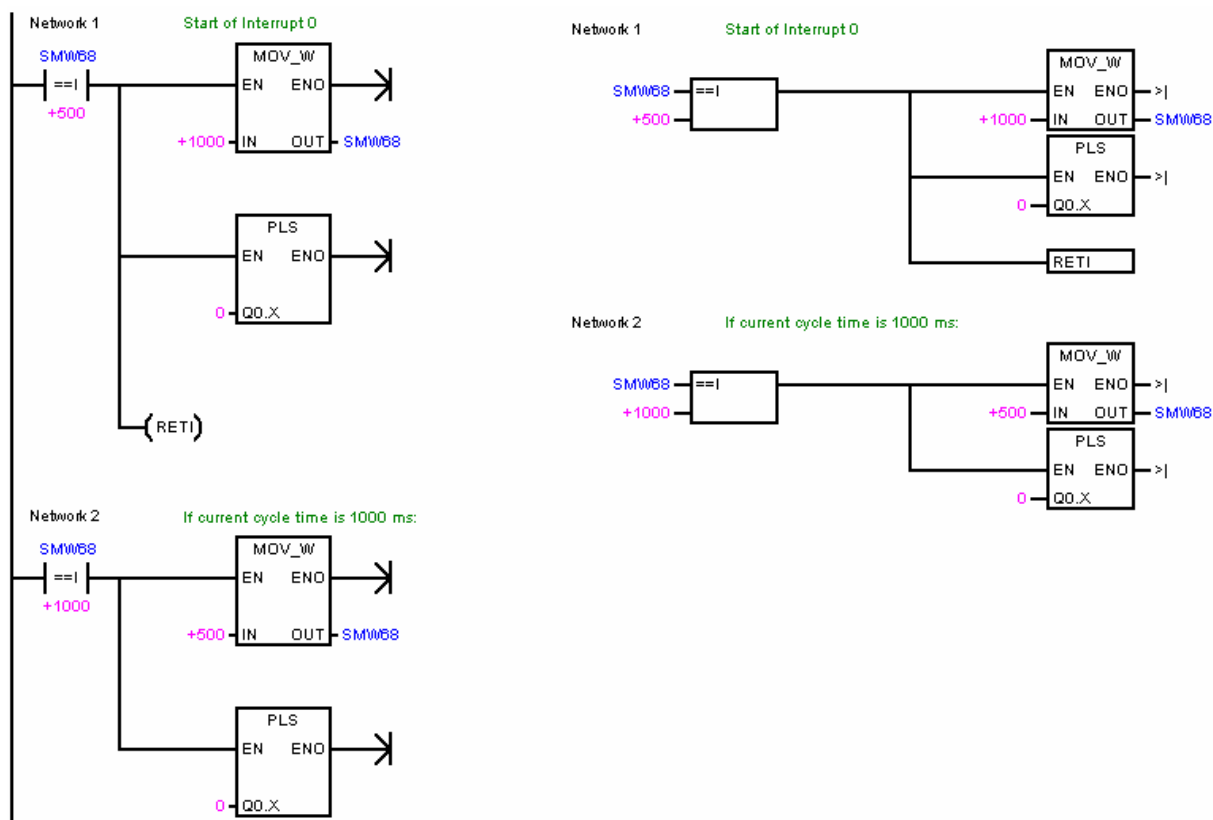 Network 1 Start of Interrupt 0
SMW68
==I
+500
MOV_W
EN ENO
+1000 IN OUT SMW68
PLS
EN ENO
0 Q0.X
(RETI)
Network 2 If current cycle time is 1000 ms:
SMW68
==I
+1000
MOV_W
EN ENO
+500 IN OUT SMW68
PLS
EN ENO
0 Q0.X
Network 1 Start of Interrupt 0
SMW68 ==I
+500
MOV_W
EN ENO >|
+1000 IN OUT SMW68
PLS
EN ENO >|
0 Q0.X
RETI
Network 2 If current cycle time is 1000 ms:
SMW68 ==I
+1000
MOV_W
EN ENO >|
+500 IN OUT SMW68
PLS
EN ENO >|
0 Q0.X